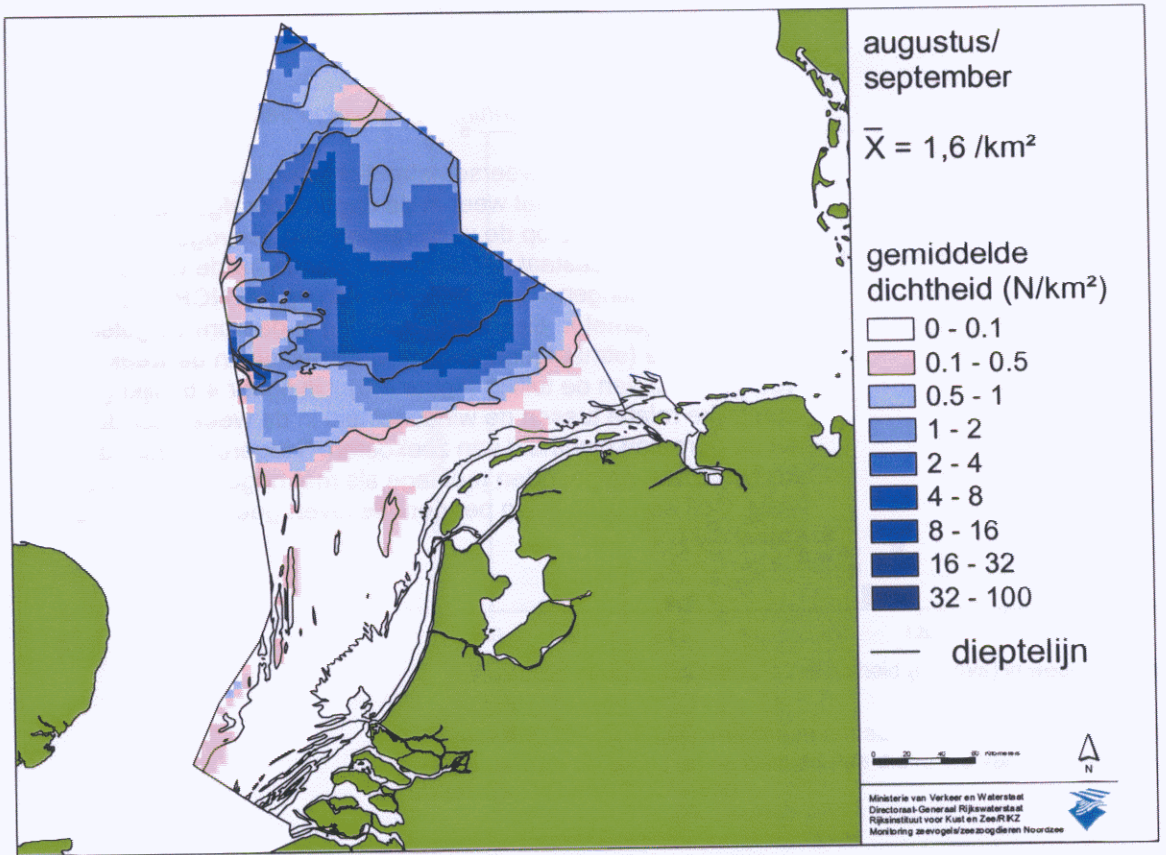 augustus/
september
X̅ = 1,6 /km²
gemiddelde
dichtheid (N/km²)
0 - 0.1
0.1 - 0.5
0.5 - 1
1 - 2
2 - 4
4 - 8
8 - 16
16 - 32
32 - 100
dieptelijn
0 20 40 60 Kilometers
N
Ministerie van Verkeer en Waterstaat
Directoraat-Generaal Rijkswaterstaat
Rijksinstituut voor Kust en Zee/RIKZ
Monitoring zeevogels/zeezoogdieren Noordzee